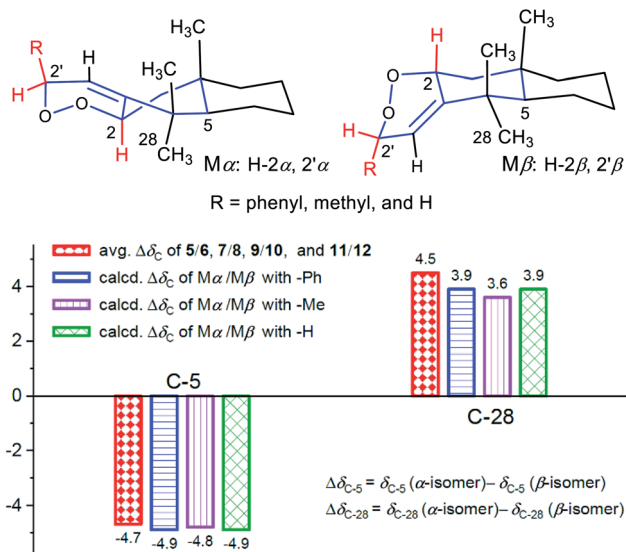 R
H
2'
H
O
O
2
H
H3C
CH3
28
CH3
5
Mα: H-2α, 2'α
H
2
O
O
H
2'
R
H
CH3
CH3
28
CH3
5
Mβ: H-2β, 2'β
R = phenyl, methyl, and H
avg. ΔδC of 5/6, 7/8, 9/10, and 11/12
calcd. ΔδC of Mα/Mβ with -Ph
calcd. ΔδC of Mα/Mβ with -Me
calcd. ΔδC of Mα/Mβ with -H
4.5
3.9
3.6
3.9
4
2
0
-2
-4
C-5
C-28
-4.7
-4.9
-4.8
-4.9
ΔδC-5 = δC-5 (α-isomer)– δC-5 (β-isomer)
ΔδC-28 = δC-28 (α-isomer)– δC-28 (β-isomer)